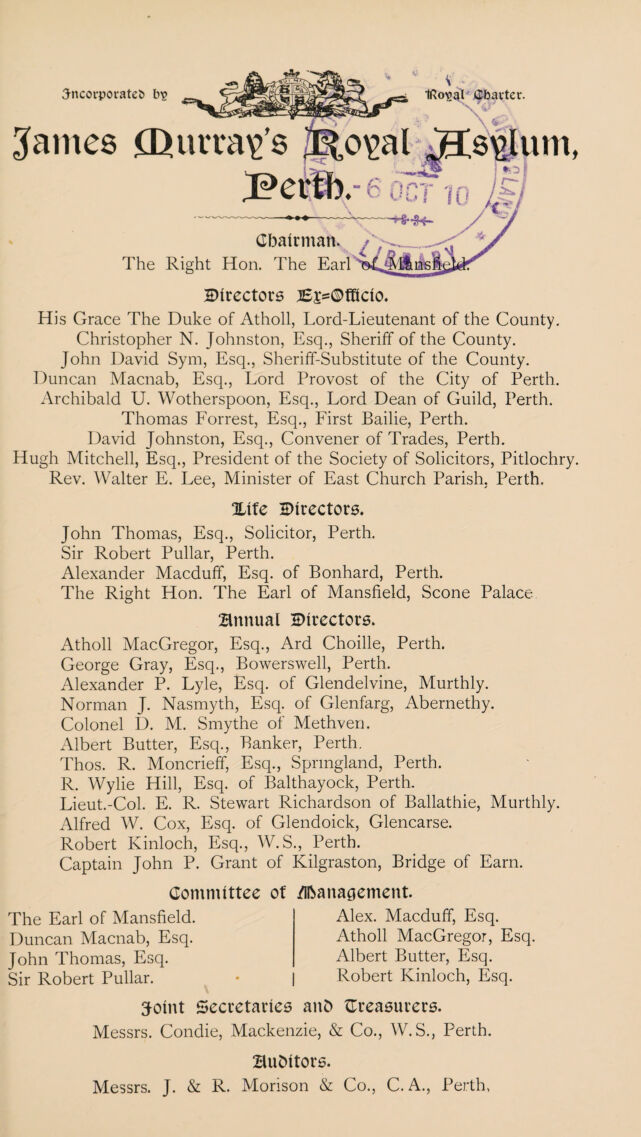 Incorporated by Royal Charter.
James Murray's Royal Asylum,
Perth.
-6 OCT 10
LIBRARY
Chairman.
The Right Hon. The Earl of Mansfield.
Directors Ex=Officio.
His Grace The Duke of Atholl, Lord-Lieutenant of the County.
Christopher N. Johnston, Esq., Sheriff of the County.
John David Sym, Esq., Sheriff-Substitute of the County.
Duncan Macnab, Esq., Lord Provost of the City of Perth.
Archibald U. Wotherspoon, Esq., Lord Dean of Guild, Perth.
Thomas Forrest, Esq., First Bailie, Perth.
David Johnston, Esq., Convener of Trades, Perth.
Hugh Mitchell, Esq., President of the Society of Solicitors, Pitlochry.
Rev. Walter E. Lee, Minister of East Church Parish, Perth.
Life Directors.
John Thomas, Esq., Solicitor, Perth.
Sir Robert Pullar, Perth.
Alexander Macduff, Esq. of Bonhard, Perth.
The Right Hon. The Earl of Mansfield, Scone Palace.
Annual Directors.
Atholl MacGregor, Esq., Ard Choille, Perth.
George Gray, Esq., Bowerswell, Perth.
Alexander P. Lyle, Esq. of Glendelvine, Murthly.
Norman J. Nasmyth, Esq. of Glenfarg, Abernethy.
Colonel D. M. Smythe of Methven.
Albert Butter, Esq., Banker, Perth.
Thos. R. Moncrieff, Esq., Springland, Perth.
R. Wylie Hill, Esq. of Balthayock, Perth.
Lieut.-Col. E. R. Stewart Richardson of Ballathie, Murthly.
Alfred W. Cox, Esq. of Glendoick, Glencarse.
Robert Kinloch, Esq., W.S., Perth.
Captain John P. Grant of Kilgraston, Bridge of Earn.
Committee of Management.
The Earl of Mansfield.
Duncan Macnab, Esq.
John Thomas, Esq.
Sir Robert Pullar.
Alex. Macduff, Esq.
Atholl MacGregor, Esq.
Albert Butter, Esq.
Robert Kinloch, Esq.
Joint Secretaries and Treasurers.
Messrs. Condie, Mackenzie, & Co., W.S., Perth.
Auditors.
Messrs. J. & R. Morison & Co., C.A., Perth,